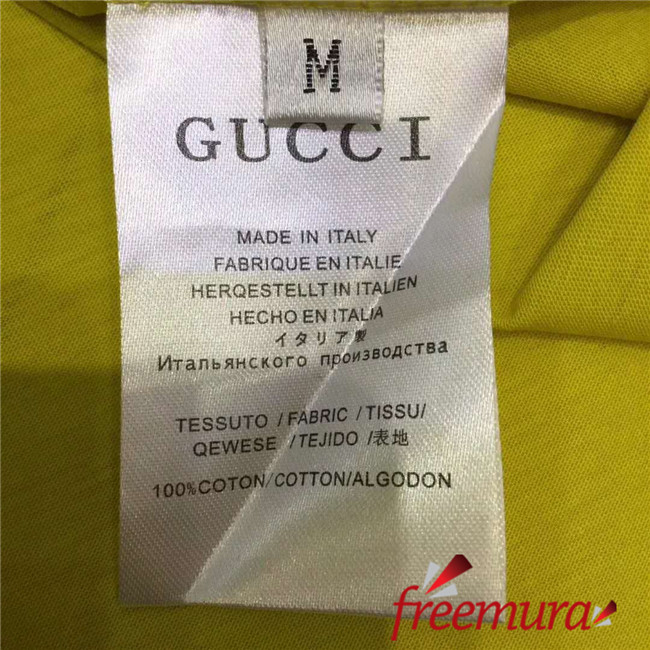 M
GUCCI
MADE IN ITALY
FABRIQUE EN ITALIE
HERQESTELLT IN ITALIEN
HECHO EN ITALIA
イタリア製
Итальянского производства
TESSUTO / FABRIC / TISSU/
QEWESE / TEJIDO /表地
100%COTON/COTTON/ALGODON
freemura